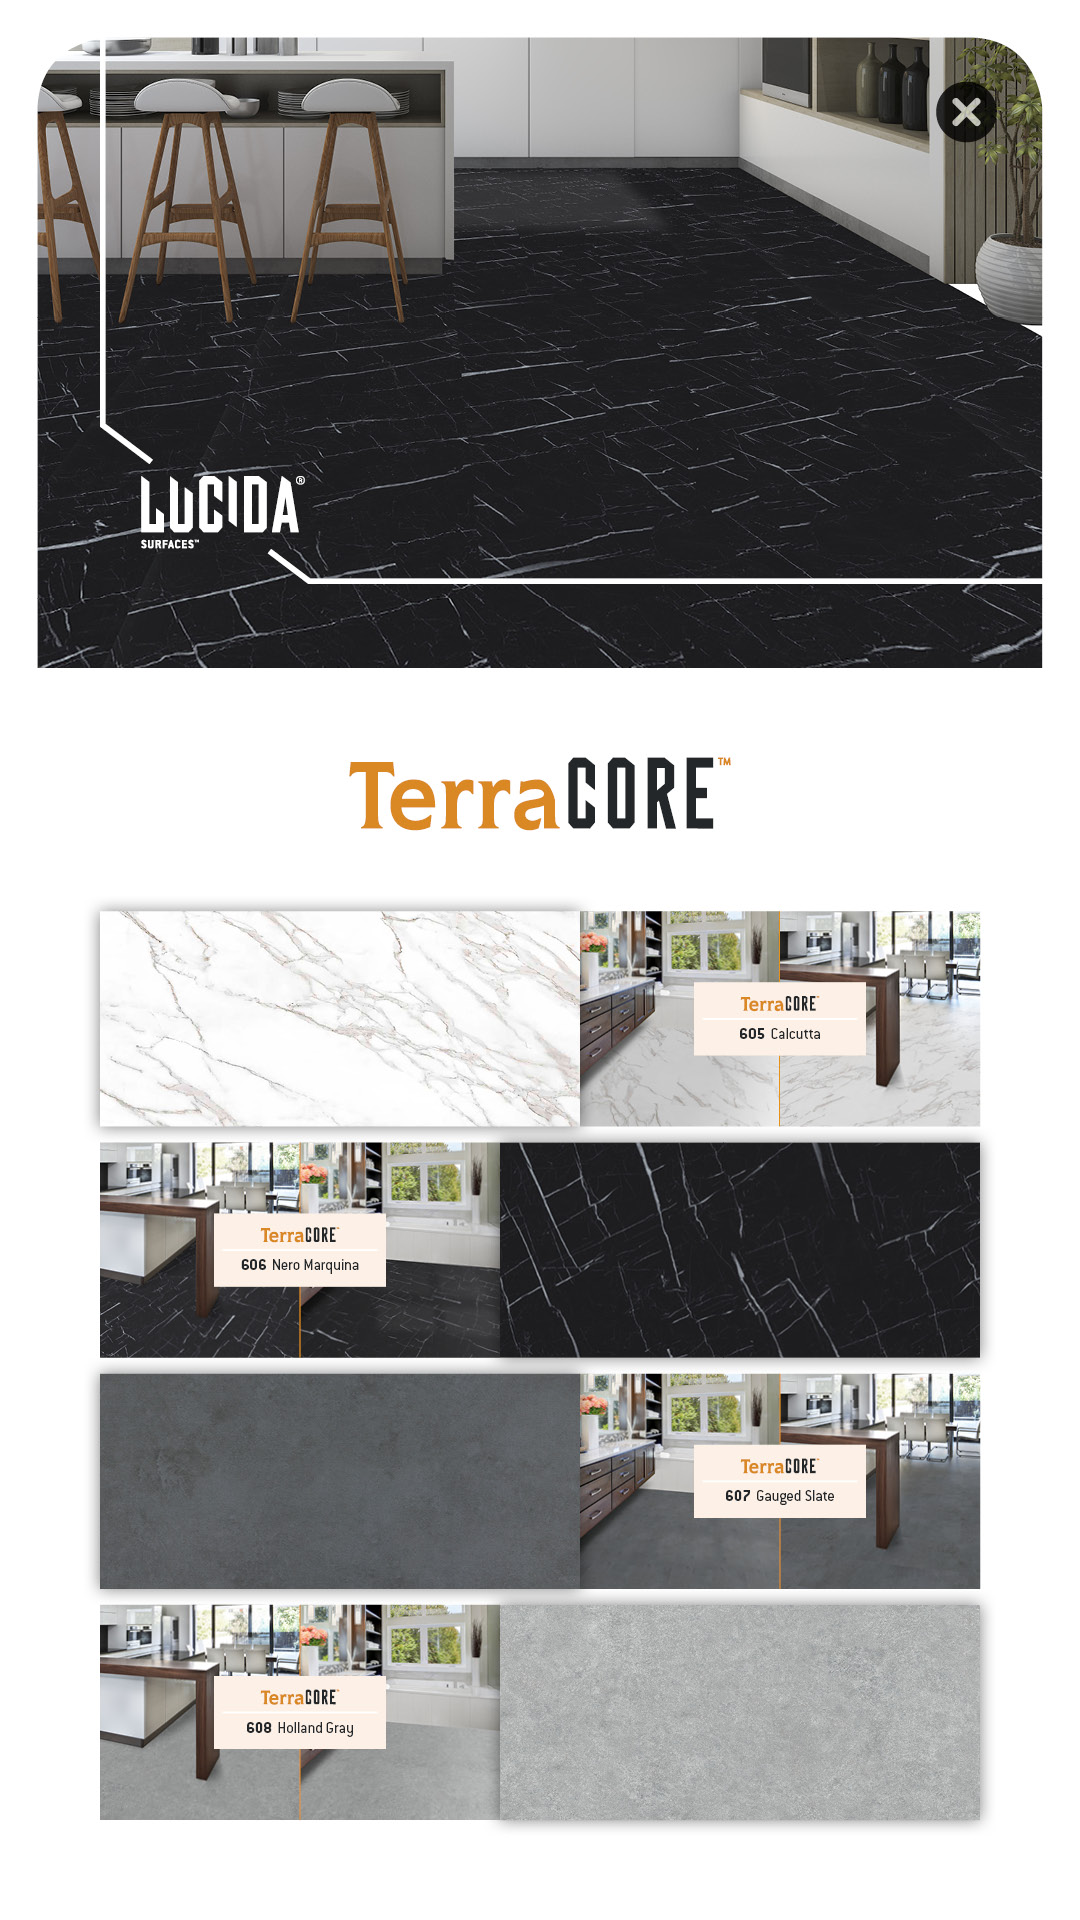 LUCIDA®
SURFACES™
TerraCORE™
TerraCORE™
605 Calcutta
TerraCORE™
606 Nero Marquina
TerraCORE™
607 Gauged Slate
TerraCORE™
608 Holland Gray